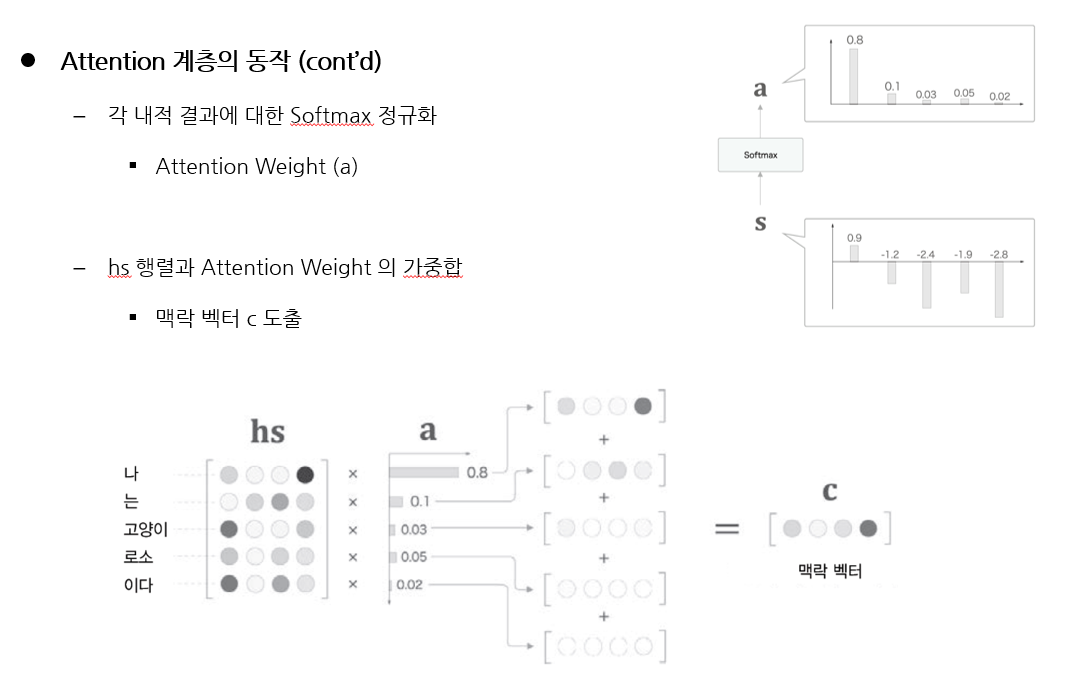 ● Attention 계층의 동작 (cont’d)
– 각 내적 결과에 대한 Softmax 정규화
▪ Attention Weight (a)
– hs 행렬과 Attention Weight 의 가중합
▪ 맥락 벡터 c 도출
a
0.8
0.1
0.03
0.05
0.02
Softmax
s
0.9
-1.2
-2.4
-1.9
-2.8
hs
a
나 × 0.8
는 × 0.1
고양이 × 0.03
로소 × 0.05
이다 × 0.02
+
+
+
+
=
c
맥락 벡터